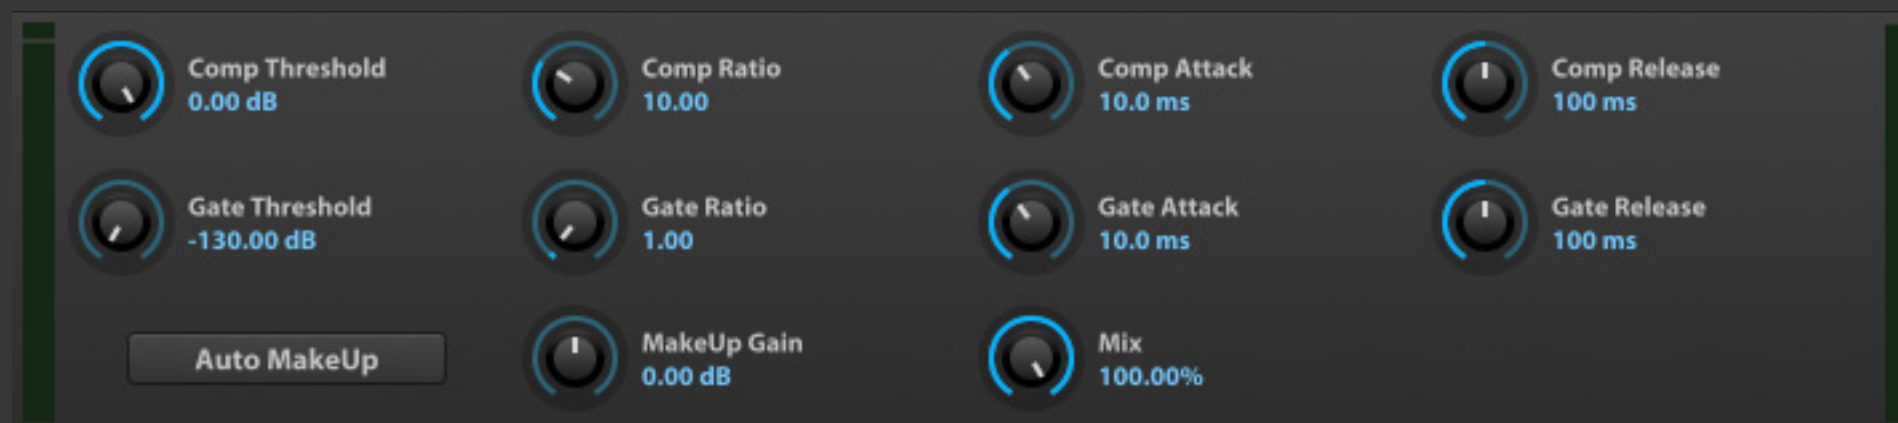 Comp Threshold
0.00 dB
Comp Ratio
10.00
Comp Attack
10.0 ms
Comp Release
100 ms
Gate Threshold
-130.00 dB
Gate Ratio
1.00
Gate Attack
10.0 ms
Gate Release
100 ms
Auto MakeUp
MakeUp Gain
0.00 dB
Mix
100.00%